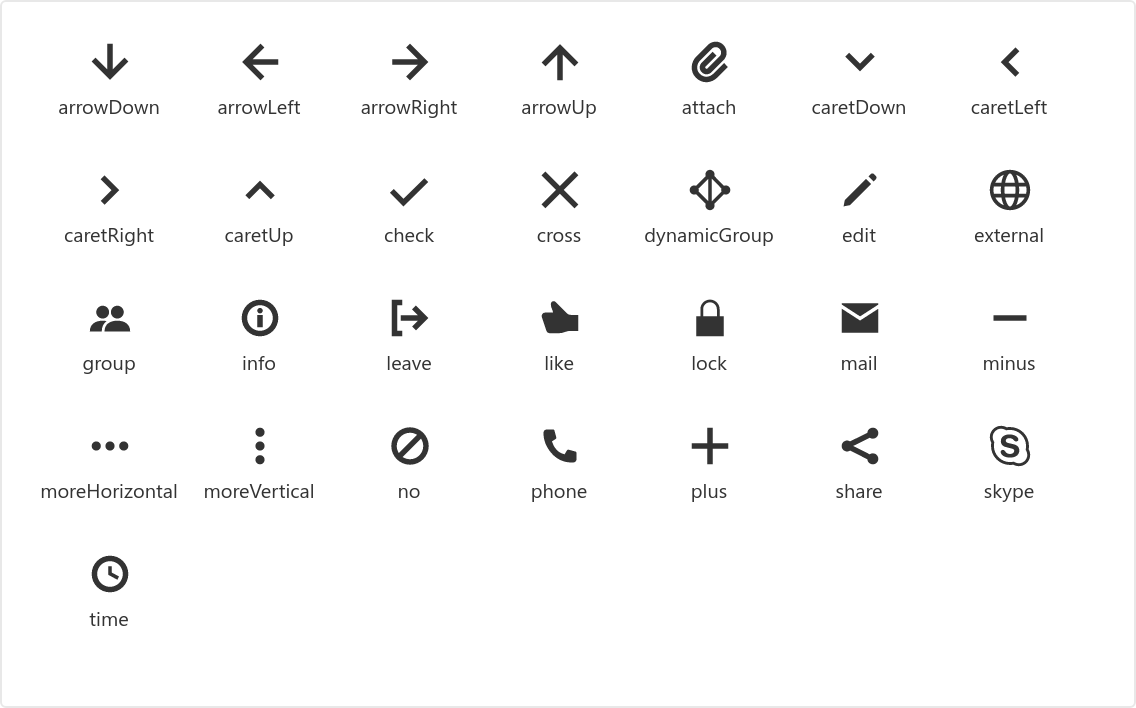 arrowDown arrowLeft arrowRight arrowUp attach caretDown caretLeft
caretRight caretUp check cross dynamicGroup edit external
group info leave like lock mail minus
moreHorizontal moreVertical no phone plus share skype
time